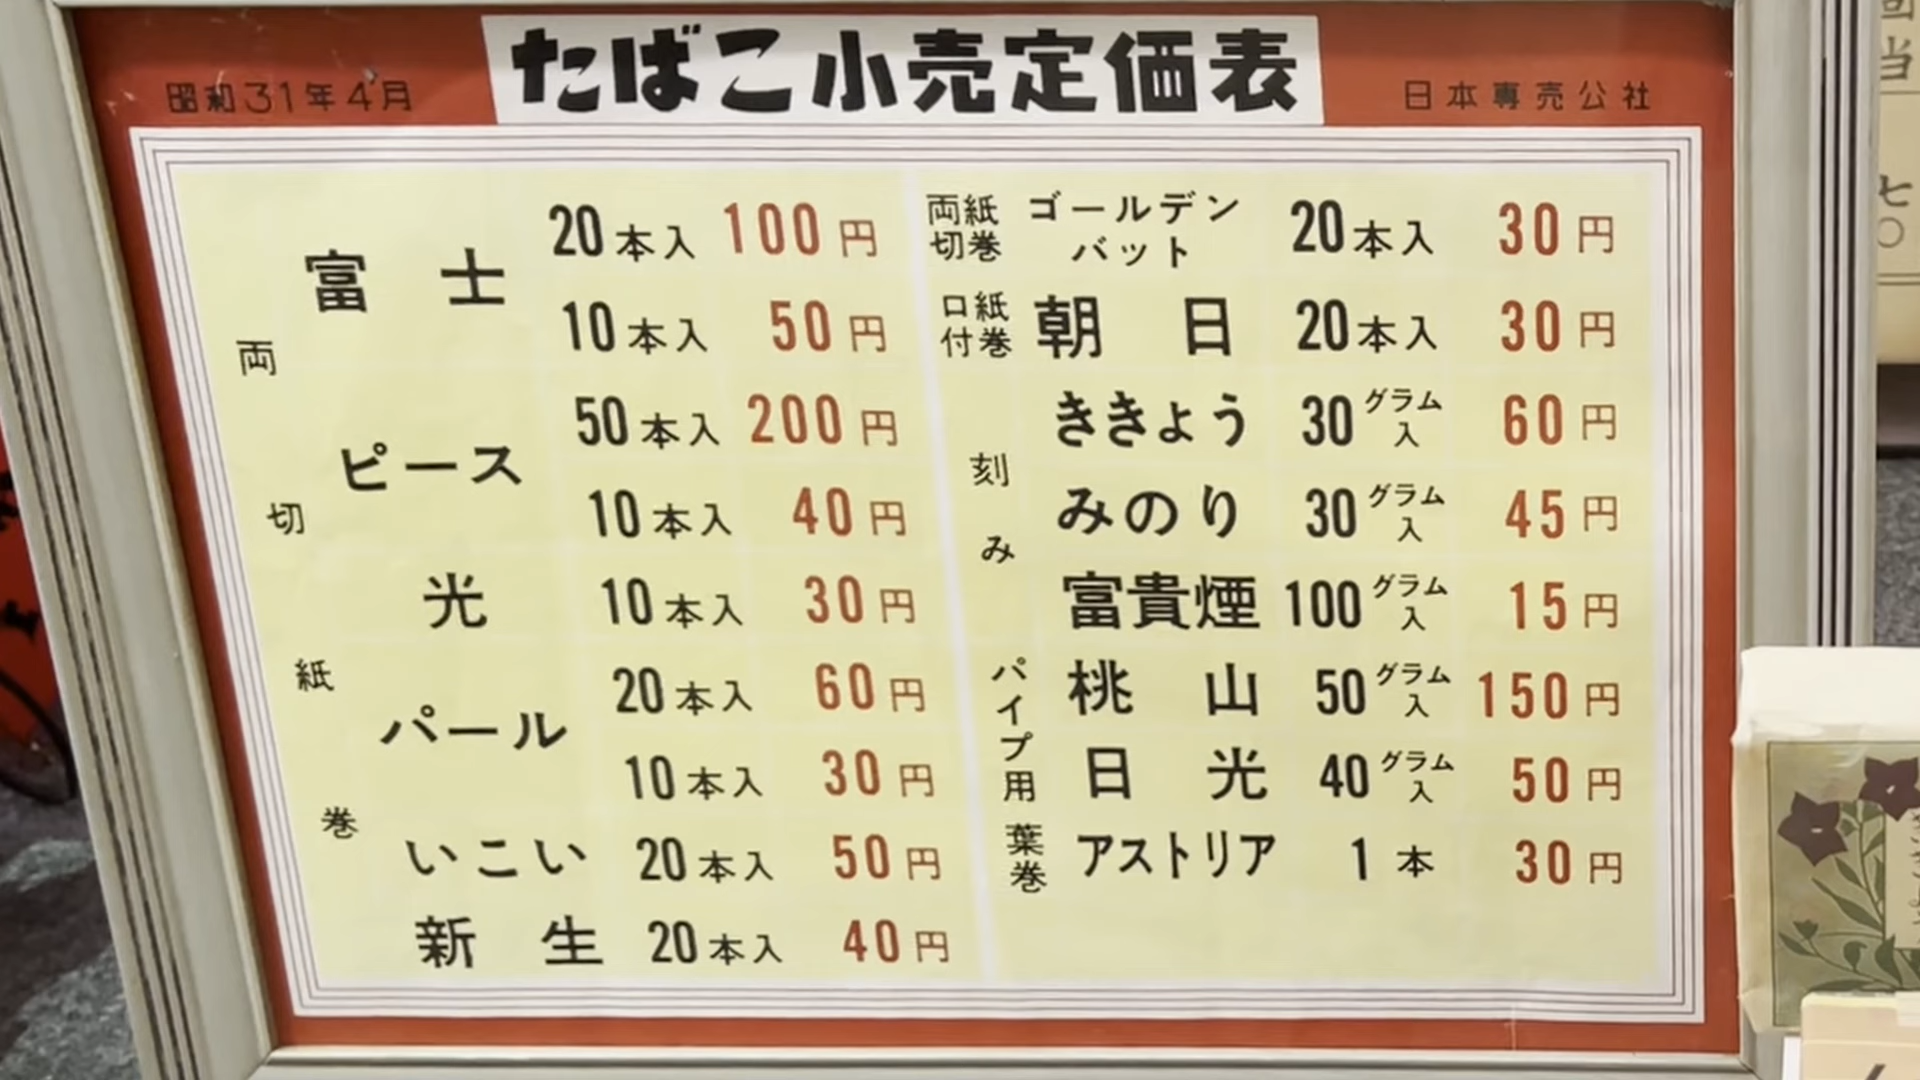 たばこ小売定価表
昭和31年4月
日本専売公社
両切紙巻
富士 20本入 100円
10本入 50円
ピース 50本入 200円
10本入 40円
光 10本入 30円
パール 20本入 60円
10本入 30円
いこい 20本入 50円
新生 20本入 40円
両切紙巻 ゴールデンバット 20本入 30円
口付紙巻 朝日 20本入 30円
刻み
ききょう 30グラム入 60円
みのり 30グラム入 45円
富貴煙 100グラム入 15円
パイプ用
桃山 50グラム入 150円
日光 40グラム入 50円
葉巻 アストリア 1本 30円
当
七〇